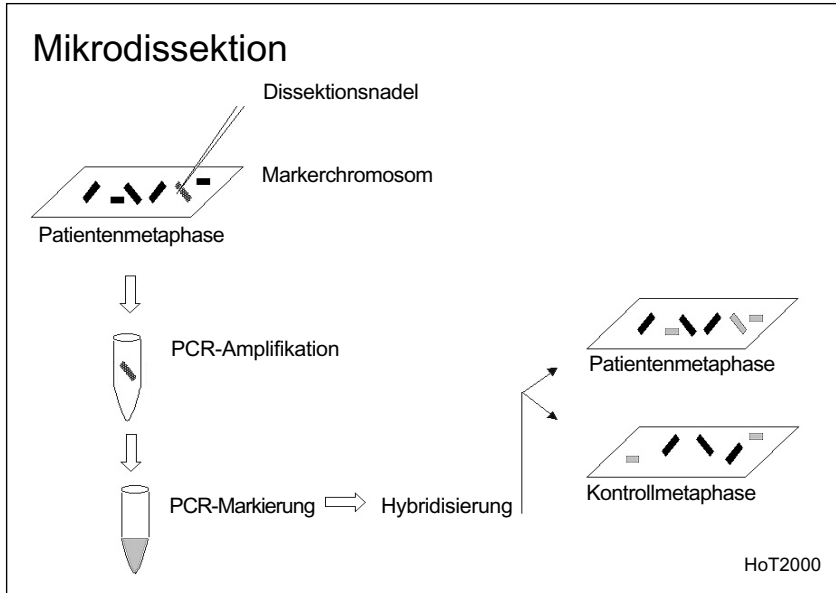 Mikrodissektion
Dissektionsnadel
Markerchromosom
Patientenmetaphase
PCR-Amplifikation
Patientenmetaphase
PCR-Markierung
Hybridisierung
Kontrollmetaphase
HoT2000